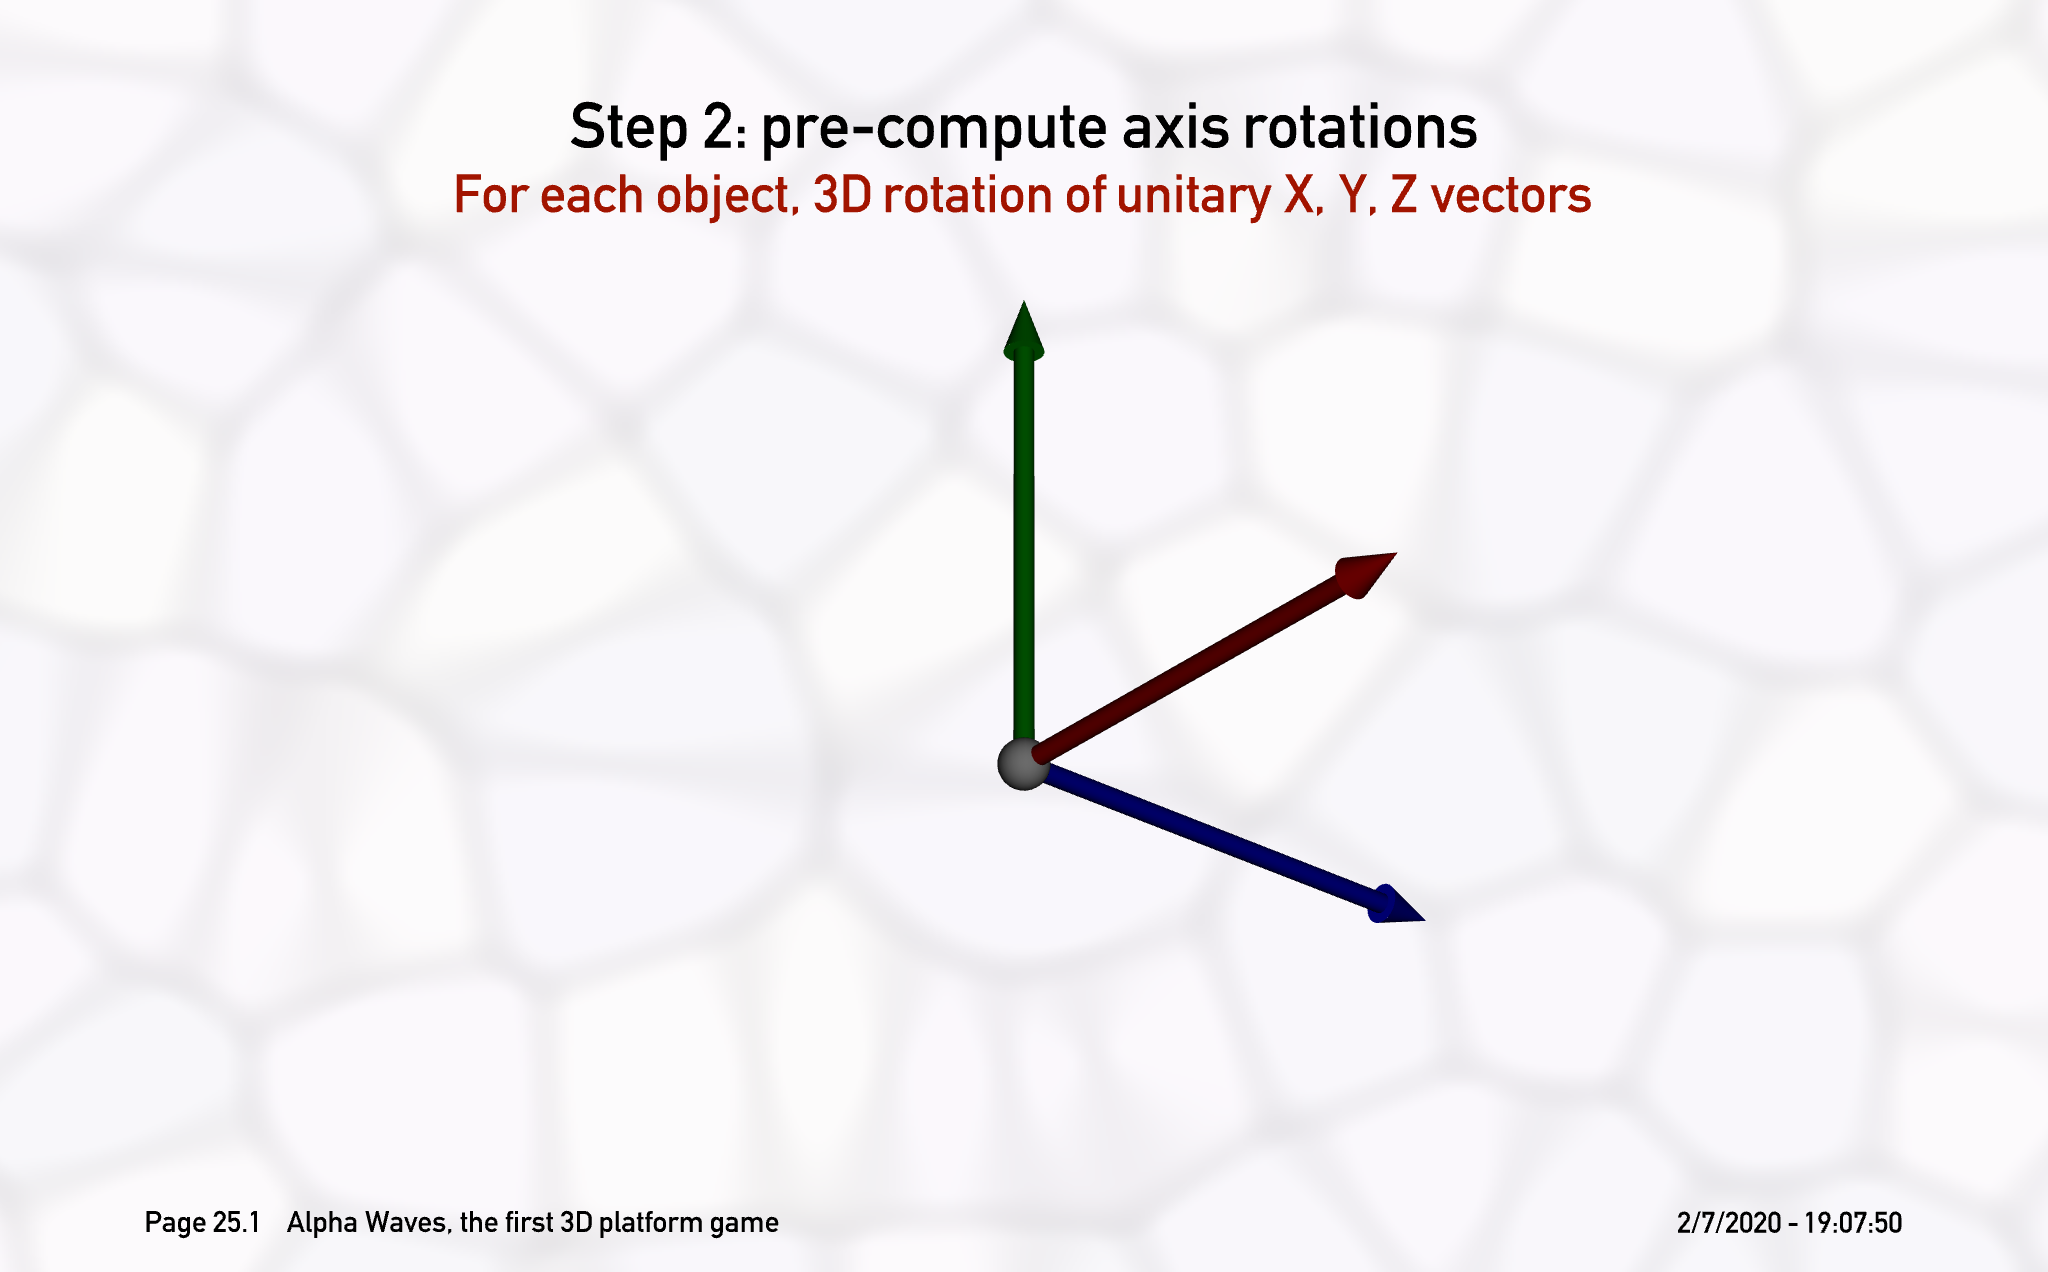 Step 2: pre-compute axis rotations
For each object, 3D rotation of unitary X, Y, Z vectors
Page 25.1 Alpha Waves, the first 3D platform game
2/7/2020 - 19:07:50